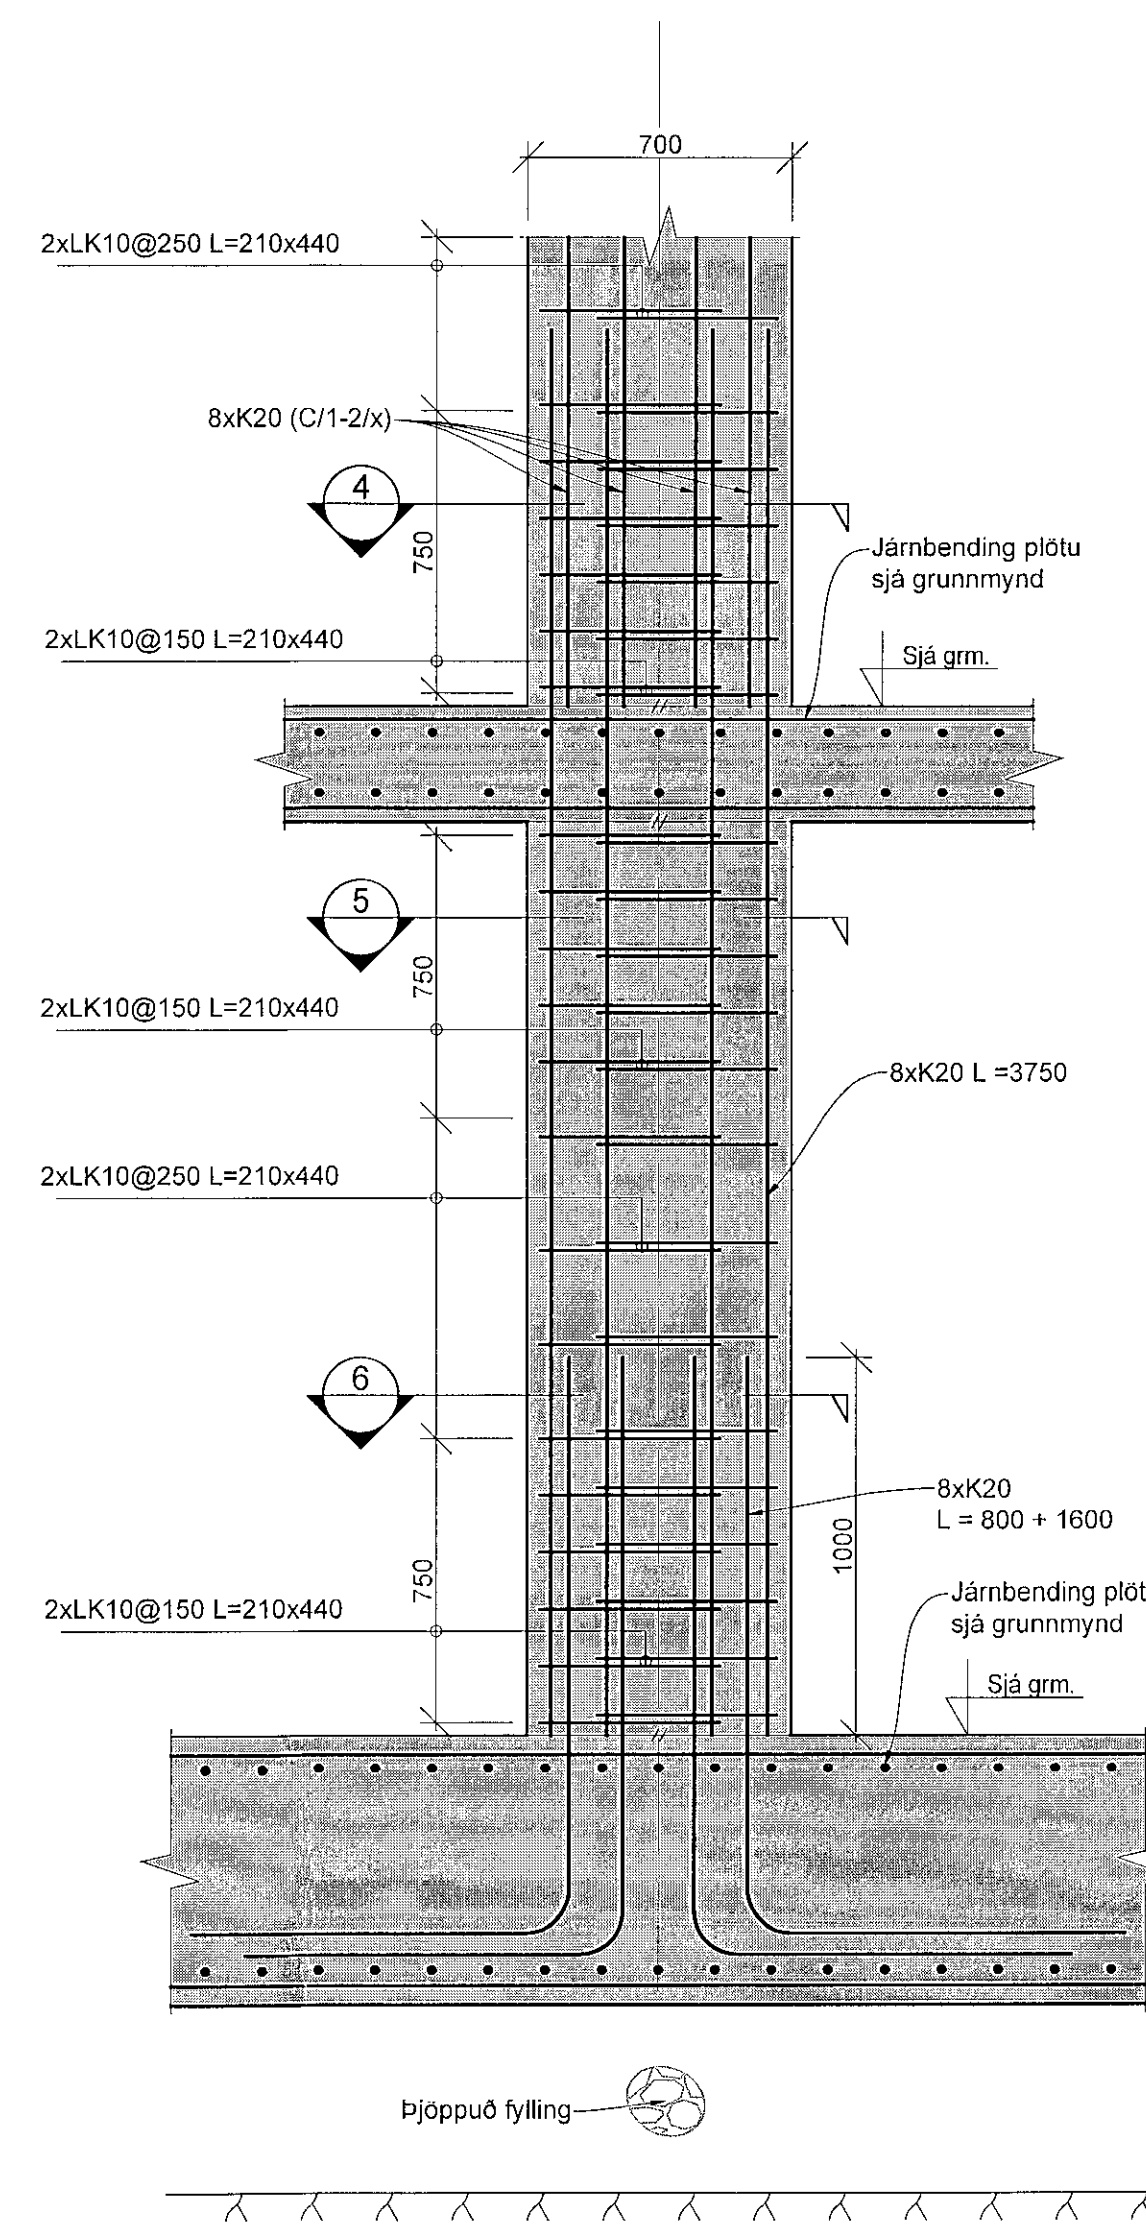 700
2xLK10@250 L=210x440
8xK20 (C/1-2/x)
4
750
Járnbending plötu
sjá grunnmynd
2xLK10@150 L=210x440
Sjá grm.
5
750
2xLK10@150 L=210x440
8xK20 L =3750
2xLK10@250 L=210x440
6
8xK20
L = 800 + 1600
1000
750
Járnbending plöt
sjá grunnmynd
2xLK10@150 L=210x440
Sjá grm.
Þjöppuð fylling